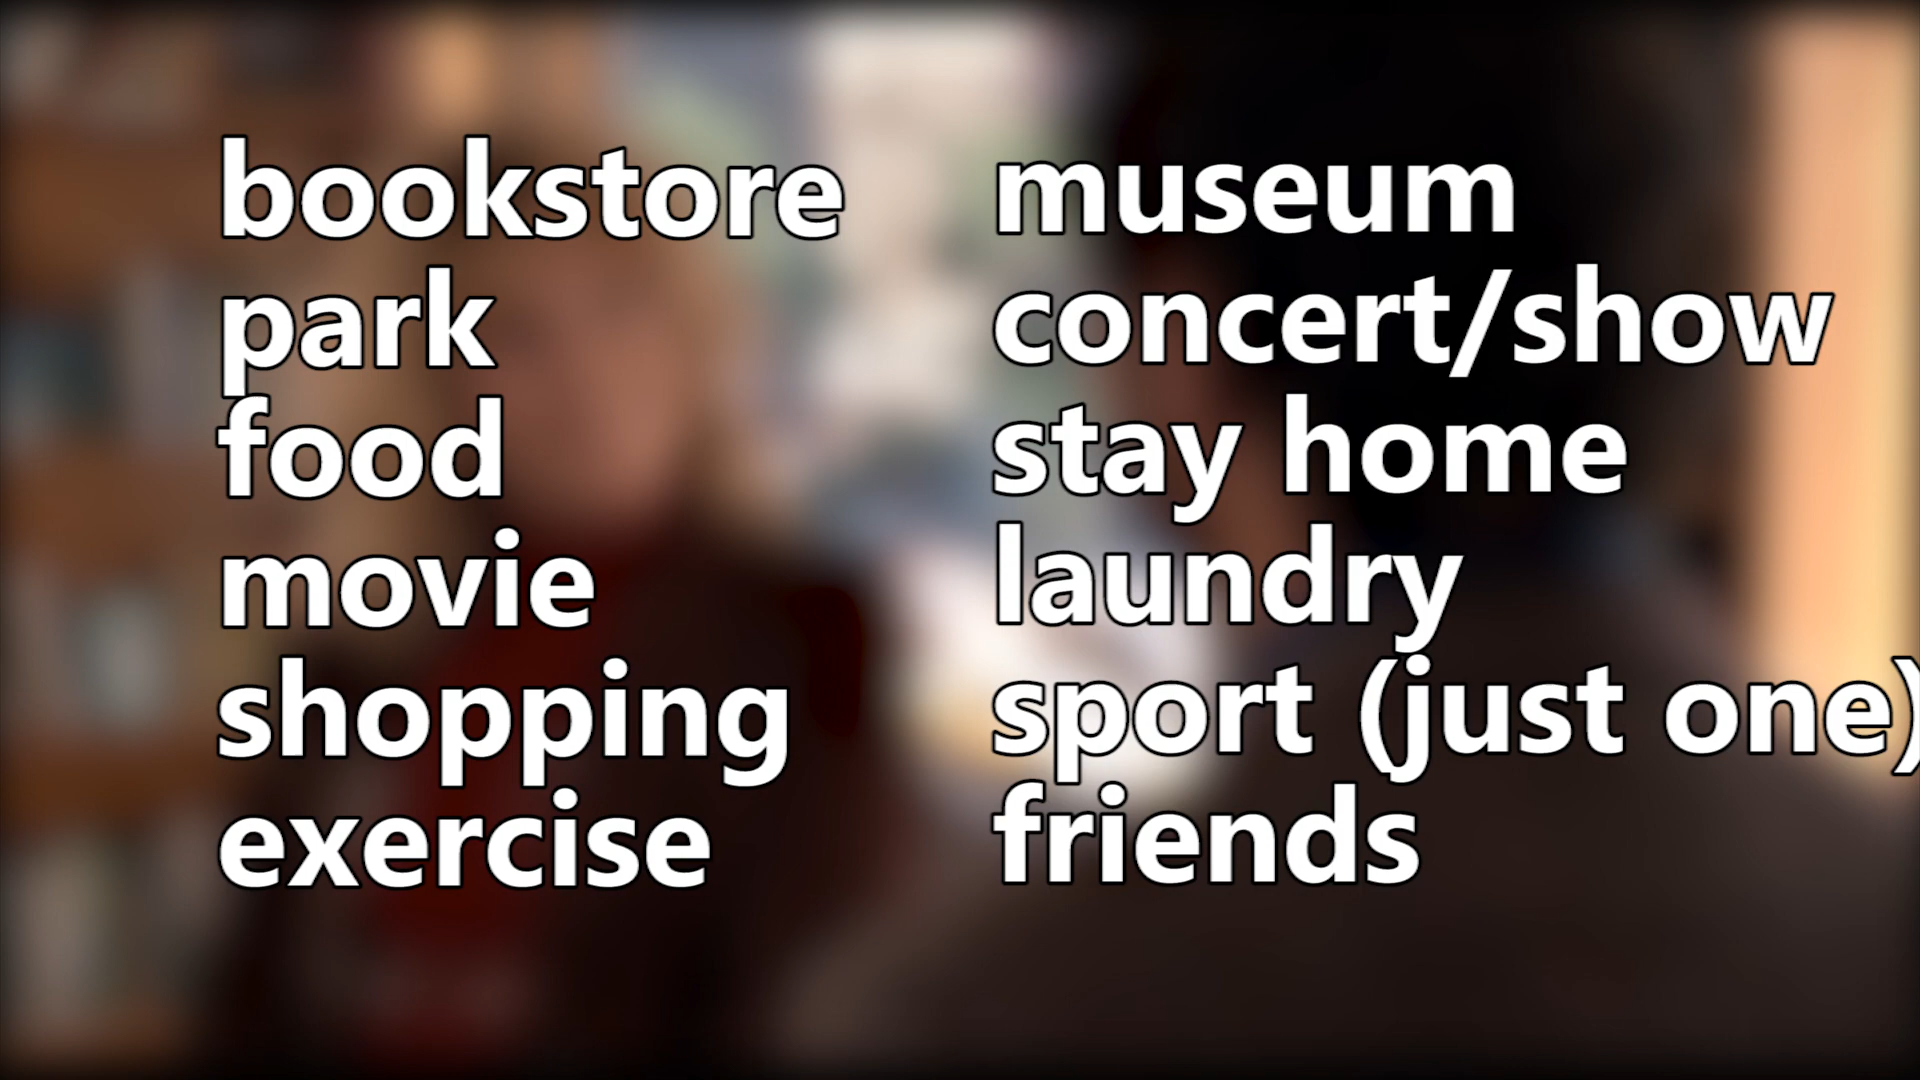 bookstore
park
food
movie
shopping
exercise
museum
concert/show
stay home
laundry
sport (just one)
friends